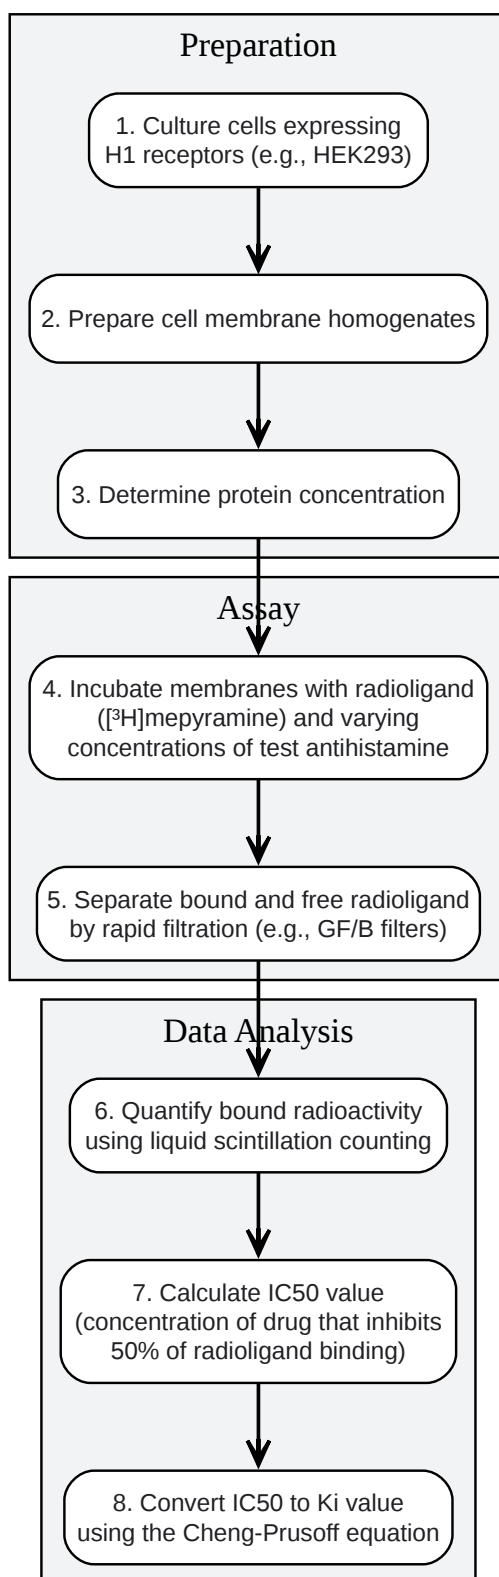 Preparation
1. Culture cells expressing
H1 receptors (e.g., HEK293)
2. Prepare cell membrane homogenates
3. Determine protein concentration
Assay
4. Incubate membranes with radioligand
([³H]mepyramine) and varying
concentrations of test antihistamine
5. Separate bound and free radioligand
by rapid filtration (e.g., GF/B filters)
Data Analysis
6. Quantify bound radioactivity
using liquid scintillation counting
7. Calculate IC50 value
(concentration of drug that inhibits
50% of radioligand binding)
8. Convert IC50 to Ki value
using the Cheng-Prusoff equation